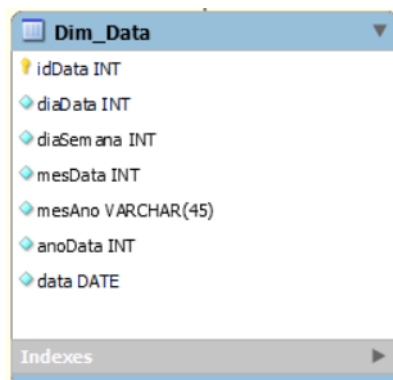 Dim_Data
idData INT
diaData INT
diaSemana INT
mesData INT
mesAno VARCHAR(45)
anoData INT
data DATE
Indexes